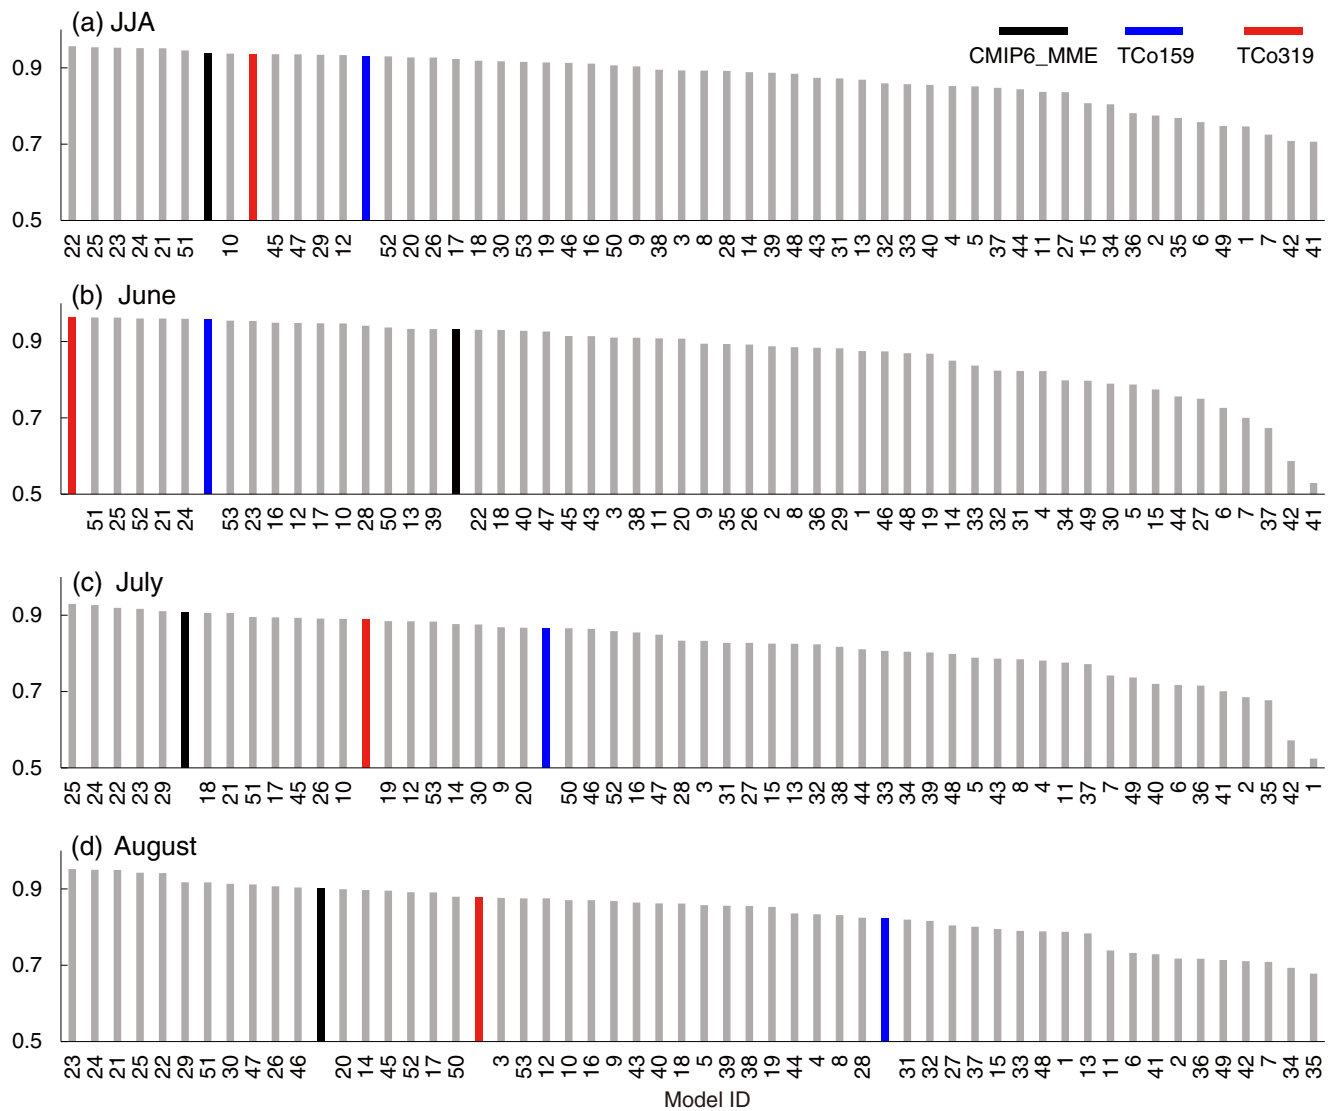 (a) JJA
CMIP6_MME TCo159 TCo319
0.9
0.7
0.5
22 25 23 24 21 51 10 45 47 29 12 52 20 26 17 18 30 53 19 46 16 50 9 38 3 8 28 14 39 48 43 31 13 32 33 40 4 5 37 44 11 27 15 34 36 2 35 6 49 1 7 42 41
(b) June
0.9
0.7
0.5
51 25 52 21 24 53 23 16 12 17 10 28 50 13 39 22 18 40 47 45 43 3 38 11 20 9 35 26 2 8 36 29 1 46 48 19 14 33 32 31 4 34 49 30 5 15 44 27 6 7 37 42 41
(c) July
0.9
0.7
0.5
25 24 22 23 29 18 21 51 17 45 26 10 19 12 53 14 30 9 20 50 46 52 16 47 28 3 31 27 15 13 32 38 44 33 34 39 48 5 43 8 4 11 37 7 49 40 6 36 41 2 35 42 1
(d) August
0.9
0.7
0.5
23 24 21 25 22 29 51 30 47 26 46 20 14 45 52 17 50 3 53 12 10 16 9 43 40 18 5 39 38 19 44 4 8 28 31 32 27 37 15 33 48 1 13 11 6 41 2 36 49 42 7 34 35
Model ID